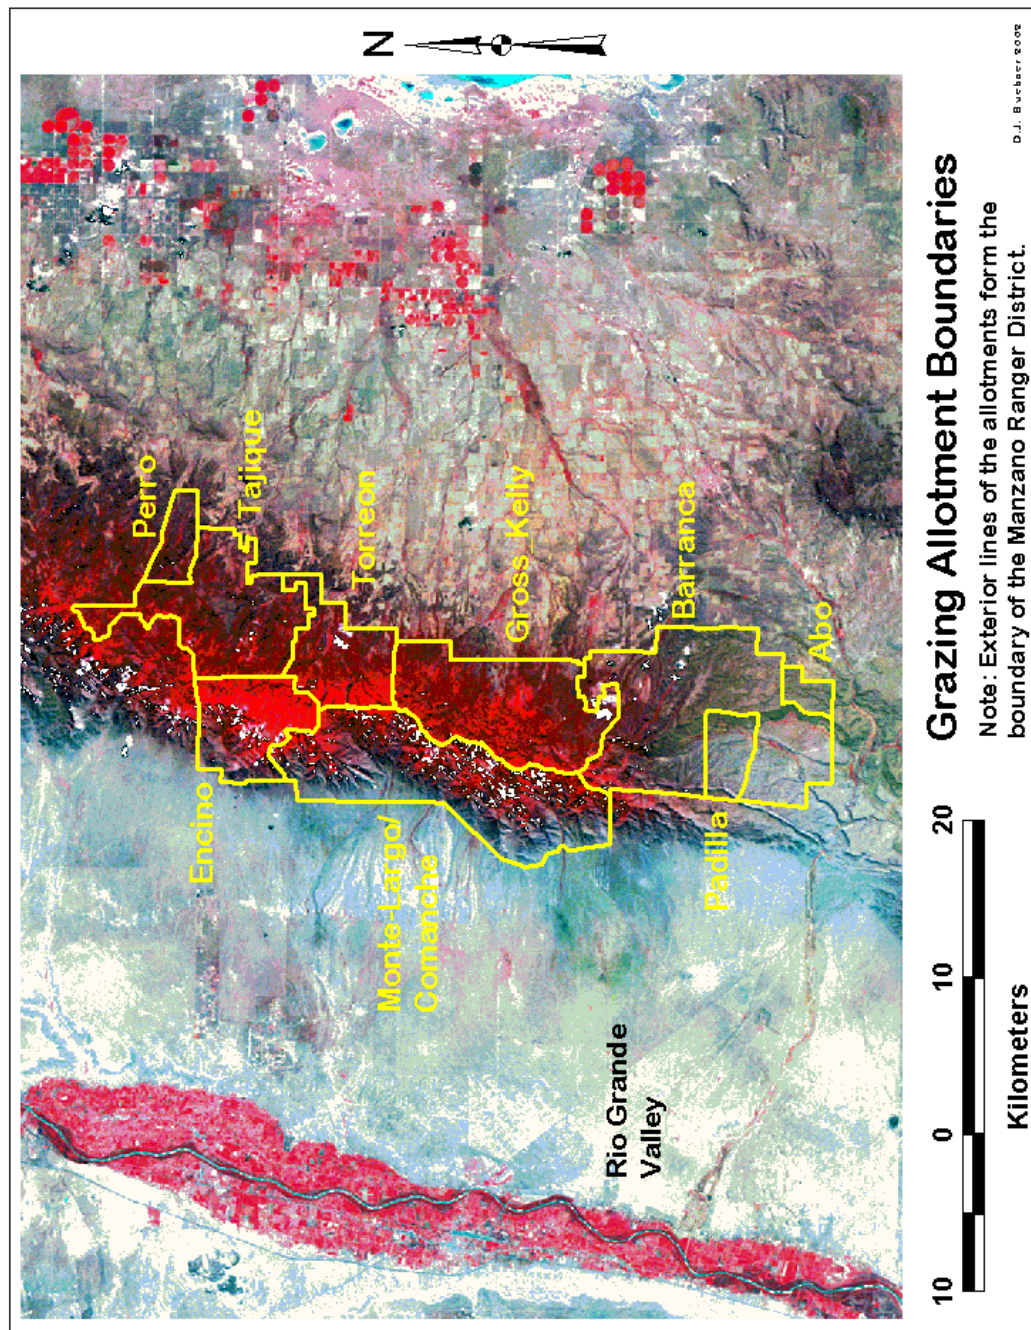 N
Perro
Tajique
Torreon
Gross_Kelly
Barranca
Abo
Encino
Monte-Largo/
Comanche
Padilla
Rio Grande
Valley
Grazing Allotment Boundaries
Note: Exterior lines of the allotments form the
boundary of the Manzano Ranger District.
10 0 10 20
Kilometers
D.J. Buehner 2002